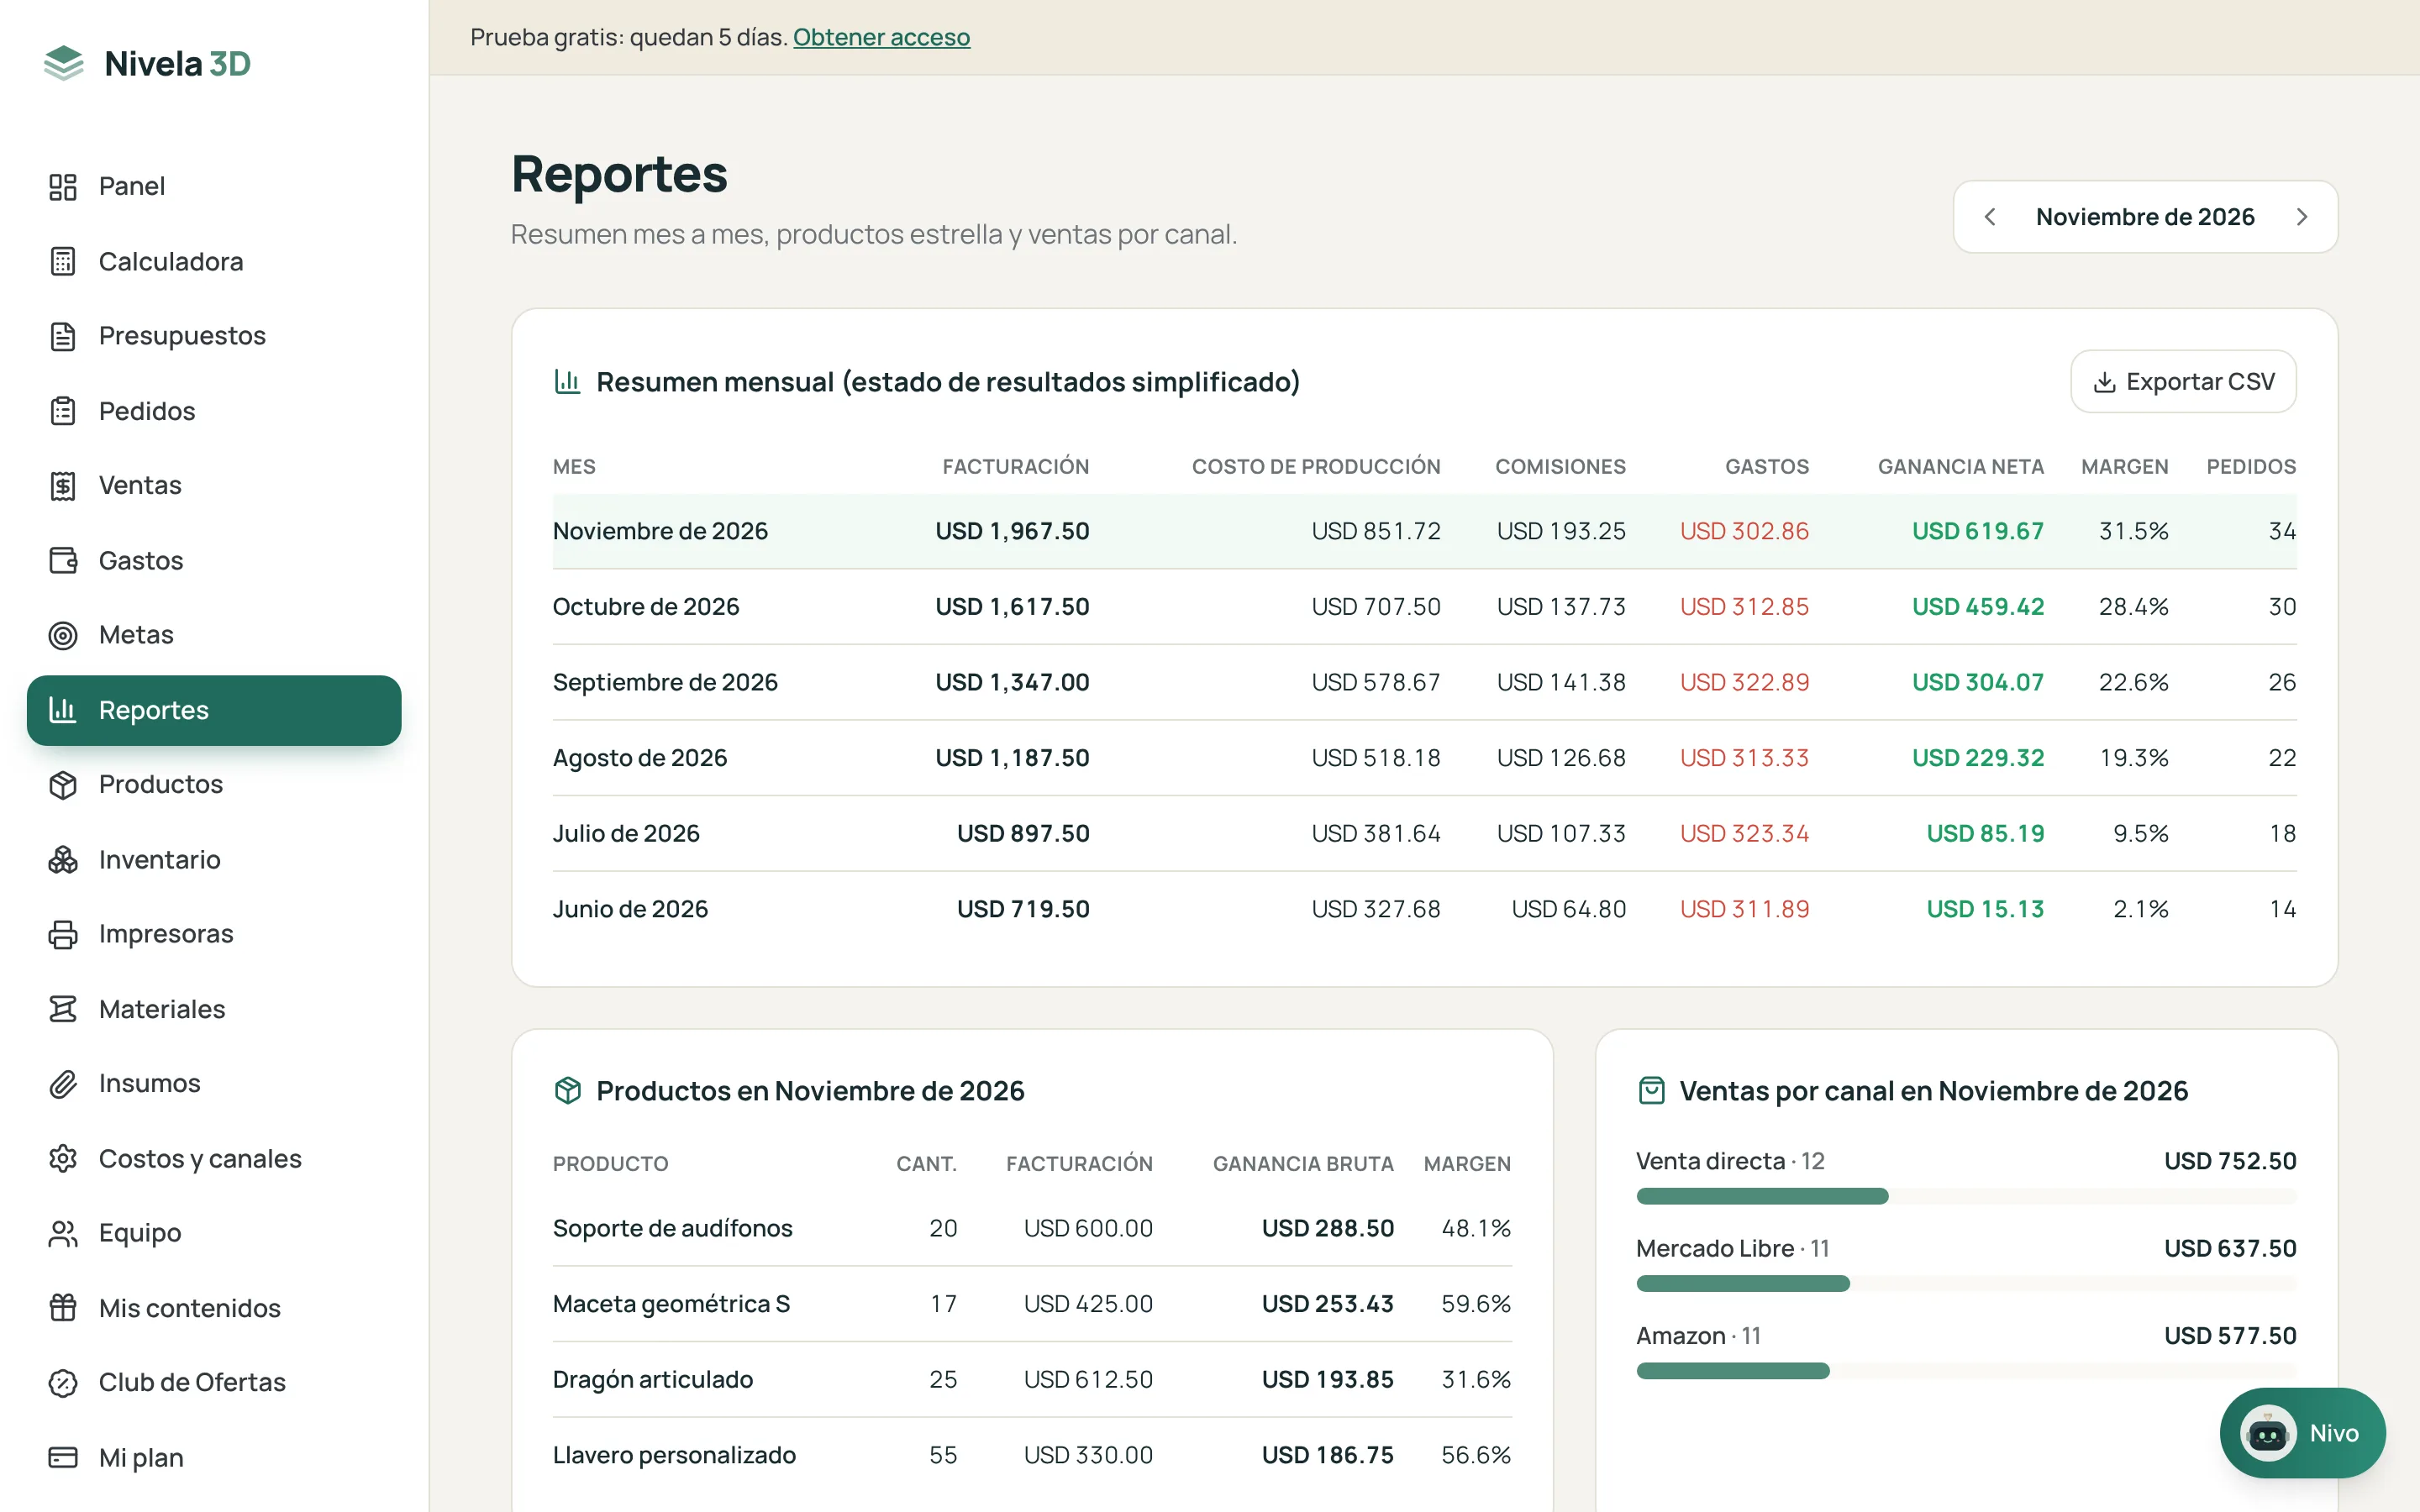 Nivela 3D
Panel
Calculadora
Presupuestos
Pedidos
Ventas
Gastos
Metas
Reportes
Productos
Inventario
Impresoras
Materiales
Insumos
Costos y canales
Equipo
Mis contenidos
Club de Ofertas
Mi plan
Prueba gratis: quedan 5 días. Obtener acceso
Reportes
Resumen mes a mes, productos estrella y ventas por canal.
Noviembre de 2026
Resumen mensual (estado de resultados simplificado)
Exportar CSV
MES FACTURACIÓN COSTO DE PRODUCCIÓN COMISIONES GASTOS GANANCIA NETA MARGEN PEDIDOS
Noviembre de 2026 USD 1,967.50 USD 851.72 USD 193.25 USD 302.86 USD 619.67 31.5% 34
Octubre de 2026 USD 1,617.50 USD 707.50 USD 137.73 USD 312.85 USD 459.42 28.4% 30
Septiembre de 2026 USD 1,347.00 USD 578.67 USD 141.38 USD 322.89 USD 304.07 22.6% 26
Agosto de 2026 USD 1,187.50 USD 518.18 USD 126.68 USD 313.33 USD 229.32 19.3% 22
Julio de 2026 USD 897.50 USD 381.64 USD 107.33 USD 323.34 USD 85.19 9.5% 18
Junio de 2026 USD 719.50 USD 327.68 USD 64.80 USD 311.89 USD 15.13 2.1% 14
Productos en Noviembre de 2026
PRODUCTO CANT. FACTURACIÓN GANANCIA BRUTA MARGEN
Soporte de audífonos 20 USD 600.00 USD 288.50 48.1%
Maceta geométrica S 17 USD 425.00 USD 253.43 59.6%
Dragón articulado 25 USD 612.50 USD 193.85 31.6%
Llavero personalizado 55 USD 330.00 USD 186.75 56.6%
Ventas por canal en Noviembre de 2026
Venta directa · 12 USD 752.50
Mercado Libre · 11 USD 637.50
Amazon · 11 USD 577.50
Nivo